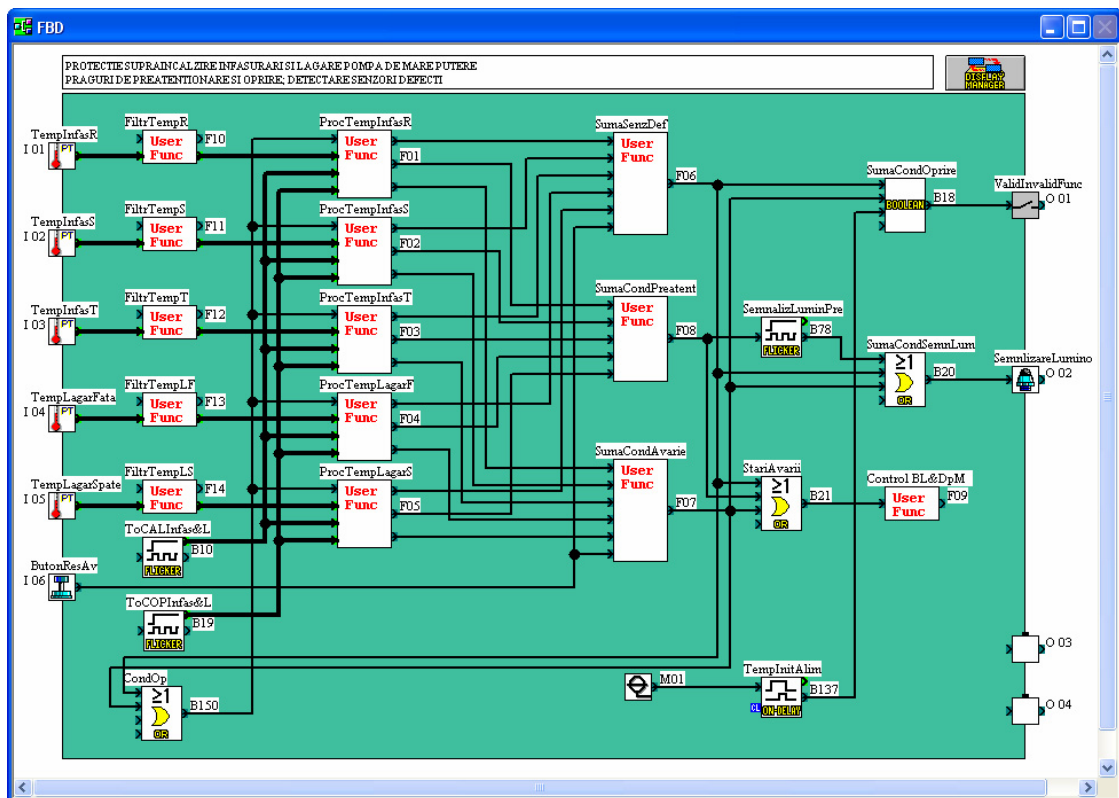 FBD
PROTECTIE SUPRAINCALZIRE INFASURARI SI LAGARE POMPA DE MARE PUTERE
PRAGURI DE PREATENTIONARE SI OPRIRE; DETECTARE SENZORI DEFECTI
DISPLAY
MANAGER
TempInfasR
I 01
PT
FiltrTempR
User
Func
F10
ProcTempInfasR
User
Func
F01
SumaSenzDef
User
Func
F06
SumaCondOprire
BOOLEAN
B18
ValidInvalidFunc
O 01
TempInfasS
I 02
PT
FiltrTempS
User
Func
F11
ProcTempInfasS
User
Func
F02
TempInfasT
I 03
PT
FiltrTempT
User
Func
F12
ProcTempInfasT
User
Func
F03
SumaCondPreatent
User
Func
F08
SemnalizLuminPre
FLICKER
B78
SumaCondSemnLum
≥1
OR
B20
SemnlizareLumino
O 02
TempLagarFata
I 04
PT
FiltrTempLF
User
Func
F13
ProcTempLagarF
User
Func
F04
TempLagarSpate
I 05
PT
FiltrTempLS
User
Func
F14
ProcTempLagarS
User
Func
F05
SumaCondAvarie
User
Func
F07
StariAvarii
≥1
OR
B21
Control BL&DpM
User
Func
F09
ToCALInfas&L
FLICKER
B10
ButonResAv
I 06
ToCOPInfas&L
FLICKER
B19
CondOp
≥1
OR
B150
M01
TempInitAlim
CL
ON-DELAY
B137
O 03
O 04